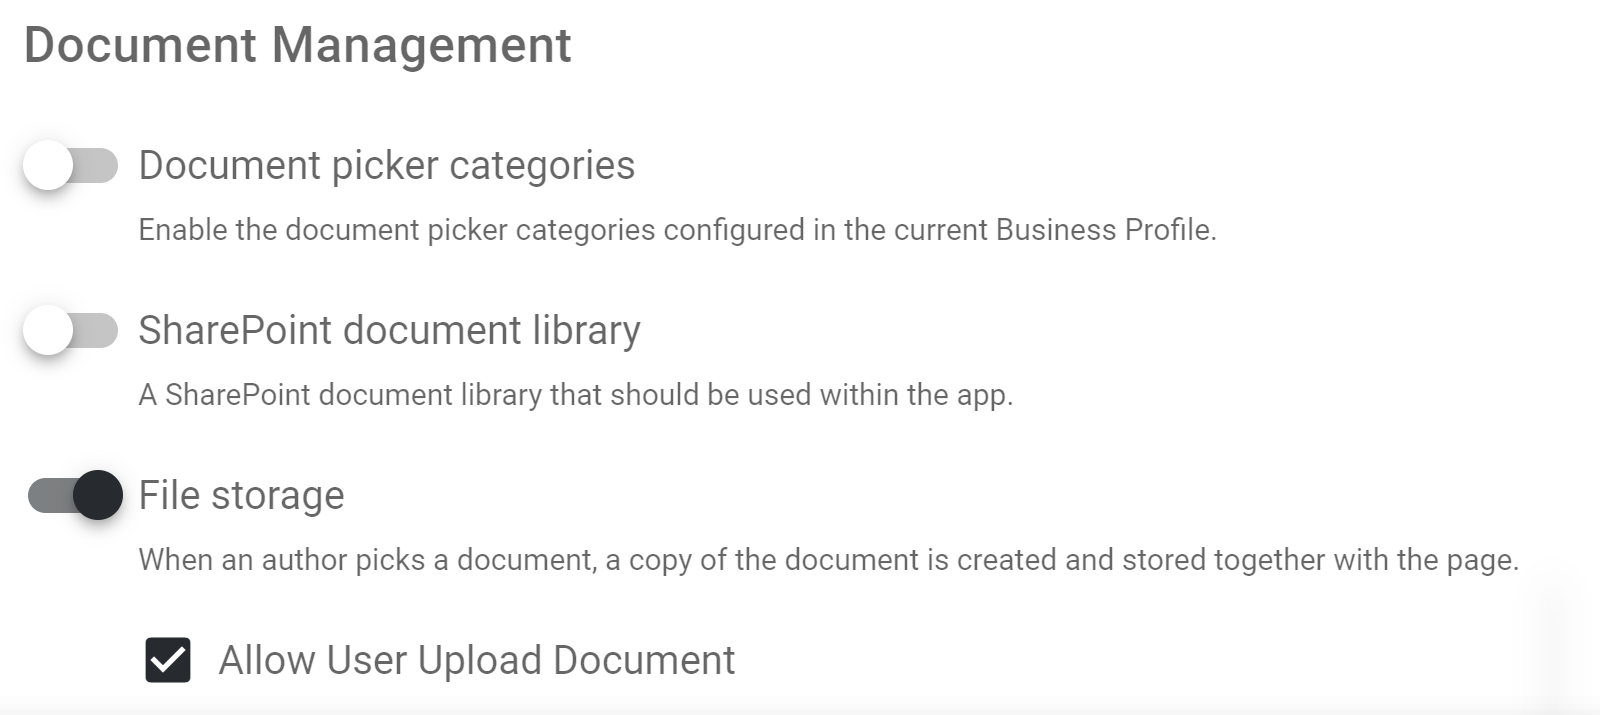 Document Management
Document picker categories
Enable the document picker categories configured in the current Business Profile.
SharePoint document library
A SharePoint document library that should be used within the app.
File storage
When an author picks a document, a copy of the document is created and stored together with the page.
Allow User Upload Document